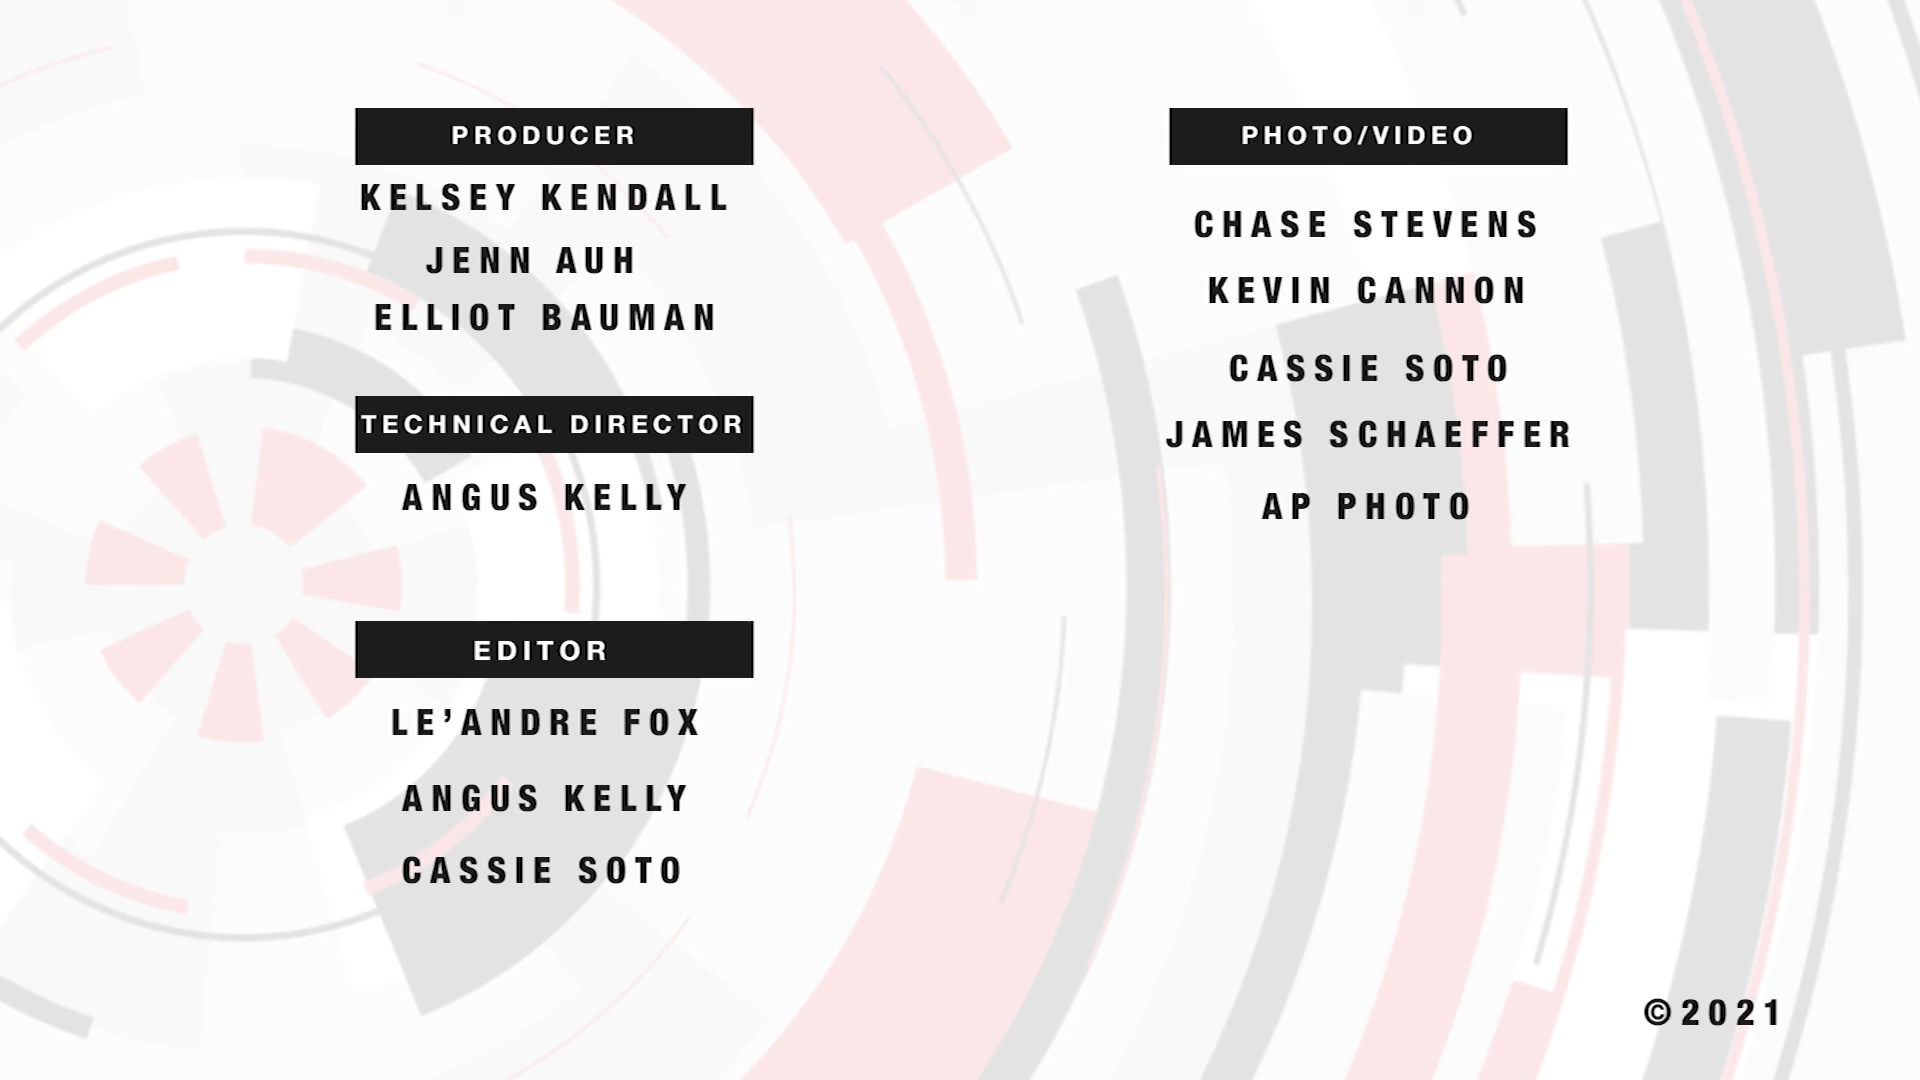 PRODUCER
KELSEY KENDALL
JENN AUH
ELLIOT BAUMAN
TECHNICAL DIRECTOR
ANGUS KELLY
EDITOR
LE’ANDRE FOX
ANGUS KELLY
CASSIE SOTO
PHOTO/VIDEO
CHASE STEVENS
KEVIN CANNON
CASSIE SOTO
JAMES SCHAEFFER
AP PHOTO
©2021